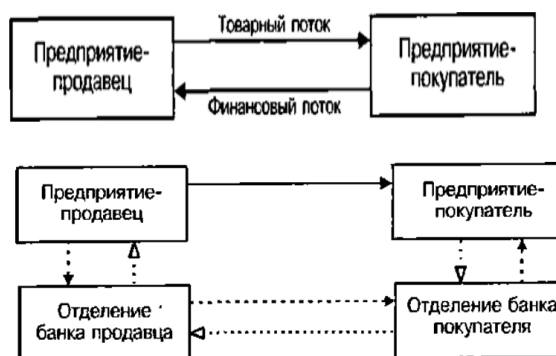 Товарный поток
Предприятие-
продавец
Предприятие-
покупатель
Финансовый поток
Предприятие-
продавец
Предприятие-
покупатель
Отделение
банка продавца
Отделение банка
покупателя